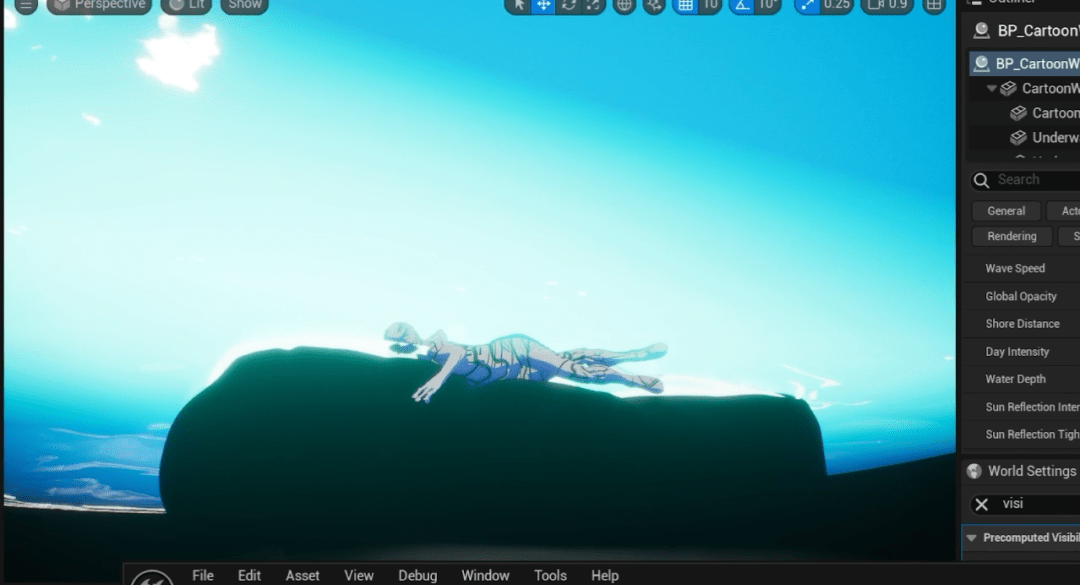 Perspective Lit Show 10 10° 0.25 0.9
Outliner
BP_CartoonW
BP_CartoonW
CartoonW
Cartoon
Underwa
Search
General Acto
Rendering S
Wave Speed
Global Opacity
Shore Distance
Day Intensity
Water Depth
Sun Reflection Inter
Sun Reflection Tigh
World Settings
visi
Precomputed Visibil
File Edit Asset View Debug Window Tools Help